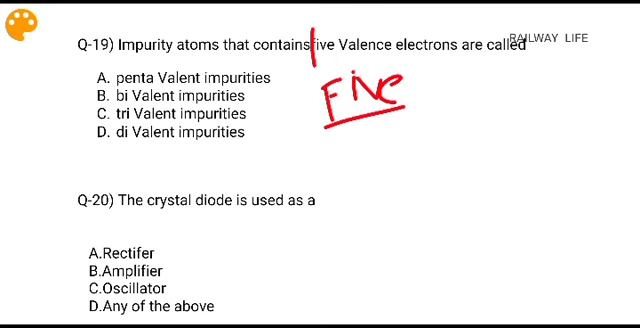 RAILWAY LIFE
Q-19) Impurity atoms that contains five Valence electrons are called
Five
A. penta Valent impurities
B. bi Valent impurities
C. tri Valent impurities
D. di Valent impurities
Q-20) The crystal diode is used as a
A.Rectifer
B.Amplifier
C.Oscillator
D.Any of the above